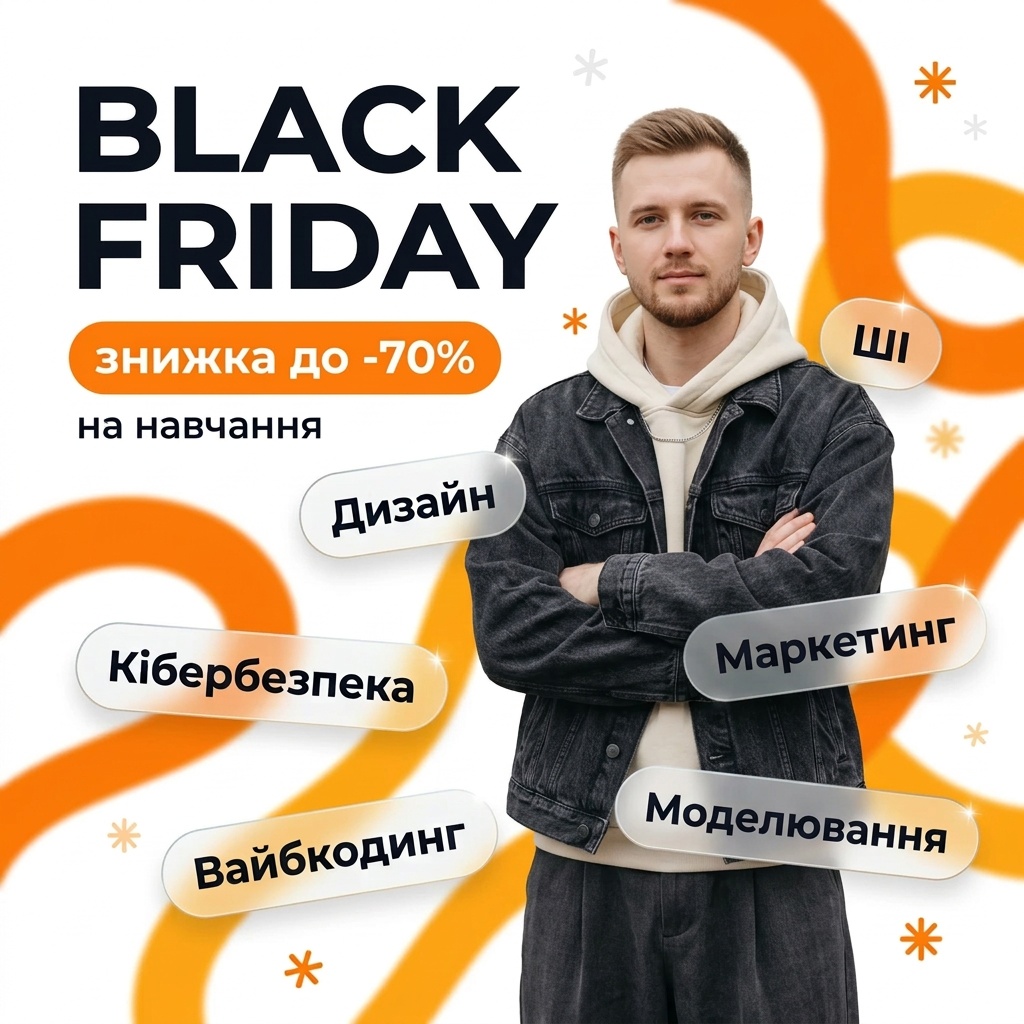 BLACK
FRIDAY
знижка до -70%
на навчання
ШІ
Дизайн
Маркетинг
Кібербезпека
Моделювання
Вайбкодинг